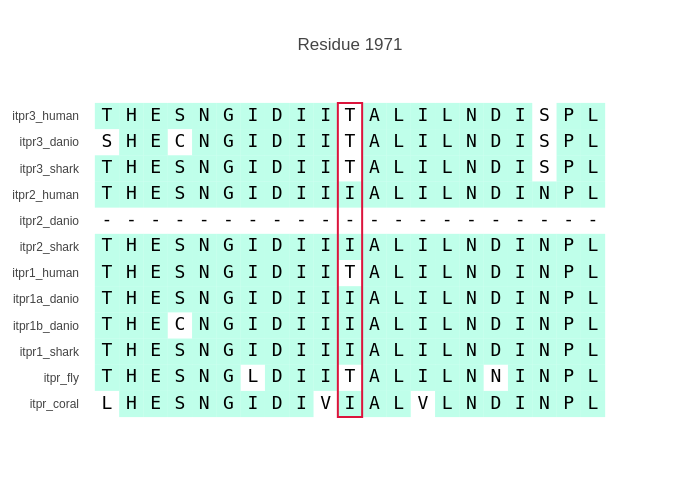 Residue 1971
itpr3_human T H E S N G I D I I T A L I L N D I S P L
itpr3_danio S H E C N G I D I I T A L I L N D I S P L
itpr3_shark T H E S N G I D I I T A L I L N D I S P L
itpr2_human T H E S N G I D I I I A L I L N D I N P L
itpr2_danio - - - - - - - - - - - - - - - - - - - - -
itpr2_shark T H E S N G I D I I I A L I L N D I N P L
itpr1_human T H E S N G I D I I T A L I L N D I N P L
itpr1a_danio T H E S N G I D I I I A L I L N D I N P L
itpr1b_danio T H E C N G I D I I I A L I L N D I N P L
itpr1_shark T H E S N G I D I I I A L I L N D I N P L
itpr_fly T H E S N G L D I I T A L I L N N I N P L
itpr_coral L H E S N G I D I V I A L V L N D I N P L